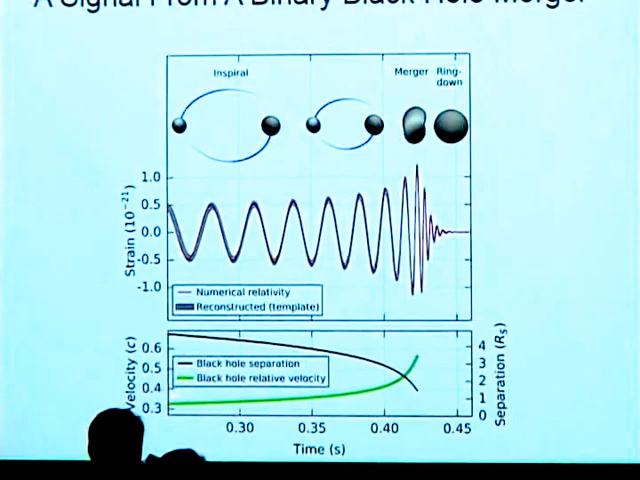 A Signal From A Binary Black Hole Merger
Inspiral
Merger Ring-
down
Strain (10⁻²¹)
1.0
0.5
0.0
-0.5
-1.0
Numerical relativity
Reconstructed (template)
Velocity (c)
0.6
0.5
0.4
0.3
Black hole separation
Black hole relative velocity
4
3
2
1
0
Separation (R_S)
0.30
0.35
0.40
0.45
Time (s)